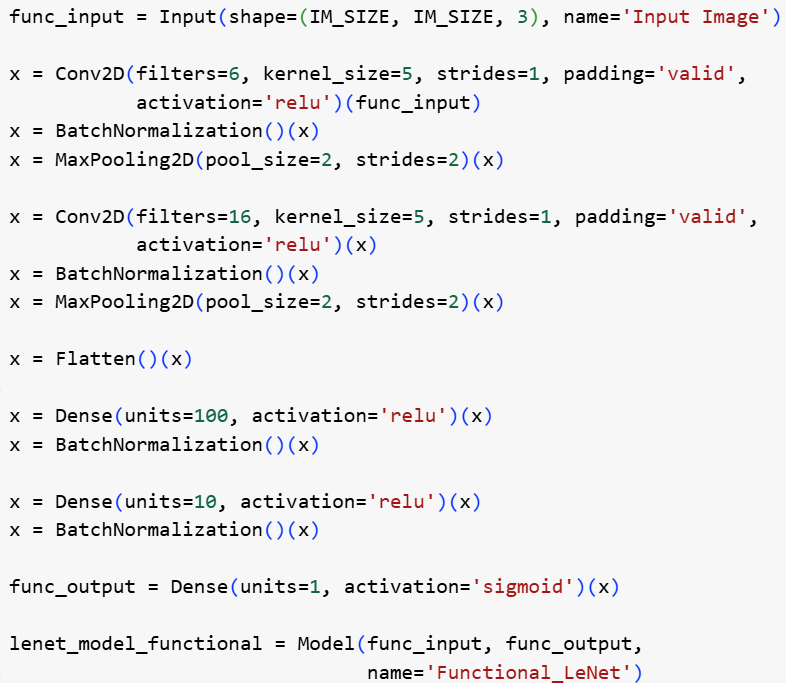 func_input = Input(shape=(IM_SIZE, IM_SIZE, 3), name='Input Image')
x = Conv2D(filters=6, kernel_size=5, strides=1, padding='valid',
activation='relu')(func_input)
x = BatchNormalization()(x)
x = MaxPooling2D(pool_size=2, strides=2)(x)
x = Conv2D(filters=16, kernel_size=5, strides=1, padding='valid',
activation='relu')(x)
x = BatchNormalization()(x)
x = MaxPooling2D(pool_size=2, strides=2)(x)
x = Flatten()(x)
x = Dense(units=100, activation='relu')(x)
x = BatchNormalization()(x)
x = Dense(units=10, activation='relu')(x)
x = BatchNormalization()(x)
func_output = Dense(units=1, activation='sigmoid')(x)
lenet_model_functional = Model(func_input, func_output,
name='Functional_LeNet')